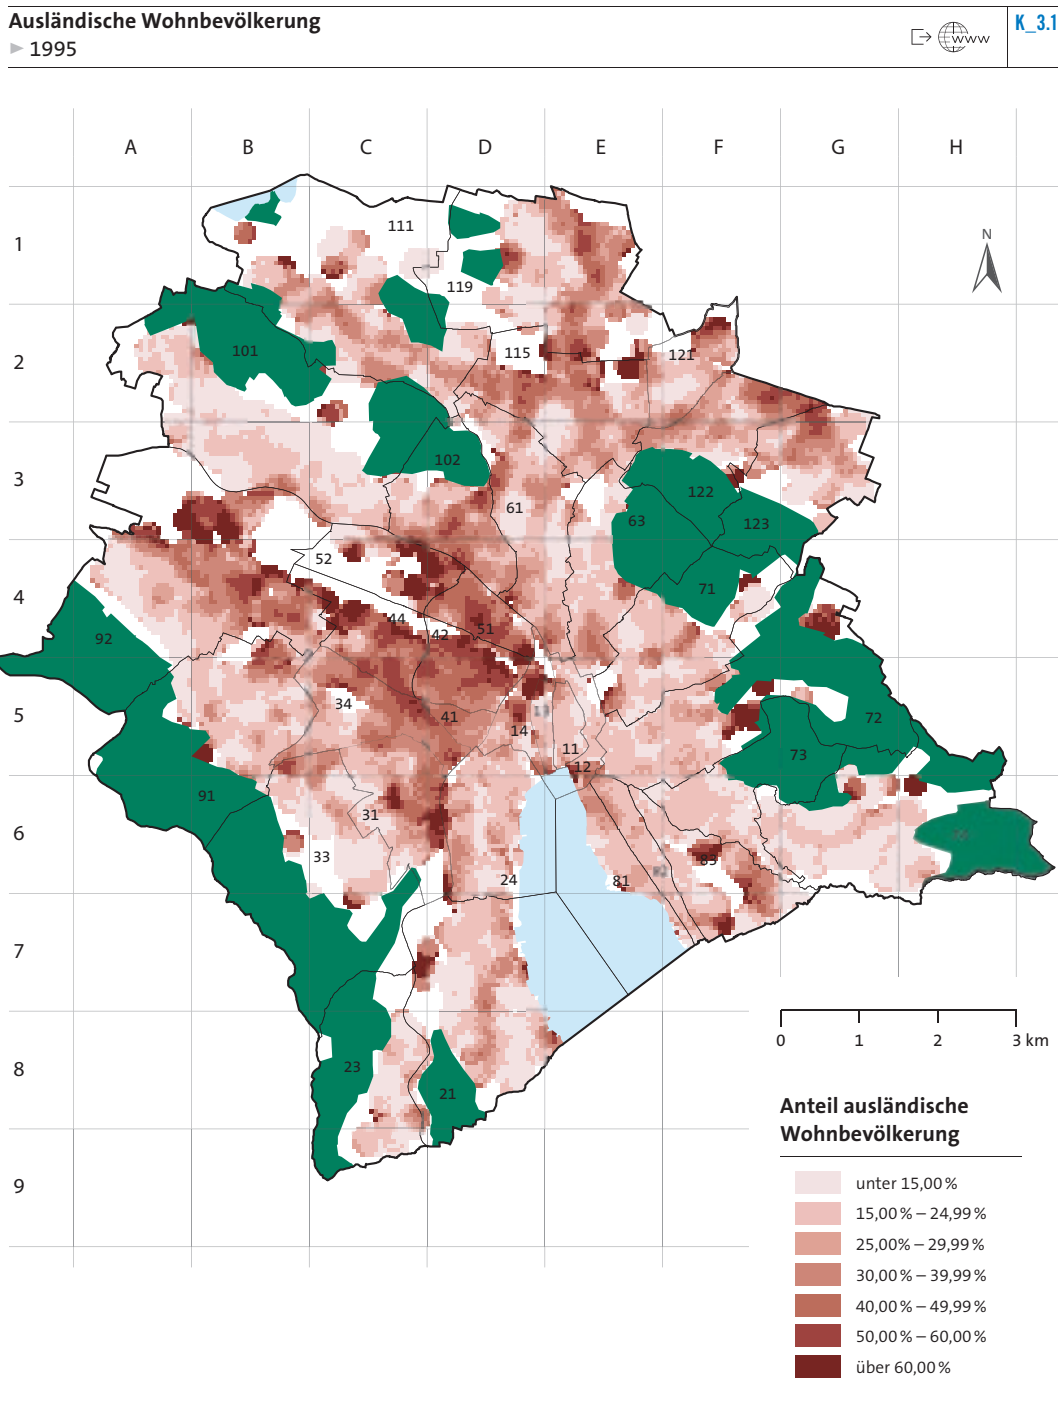 Ausländische Wohnbevölkerung
► 1995
www
K_3.1
A B C D E F G H
N
1
111
119
2
101
115
121
3
102
61
122
63
123
52
4
71
92
44
42
51
5
34
41
14
13
11
12
72
73
6
91
31
33
24
81
83
7
8
23
21
9
0 1 2 3 km
Anteil ausländische
Wohnbevölkerung
unter 15,00 %
15,00 % – 24,99 %
25,00% – 29,99 %
30,00 % – 39,99 %
40,00 % – 49,99 %
50,00 % – 60,00 %
über 60,00 %